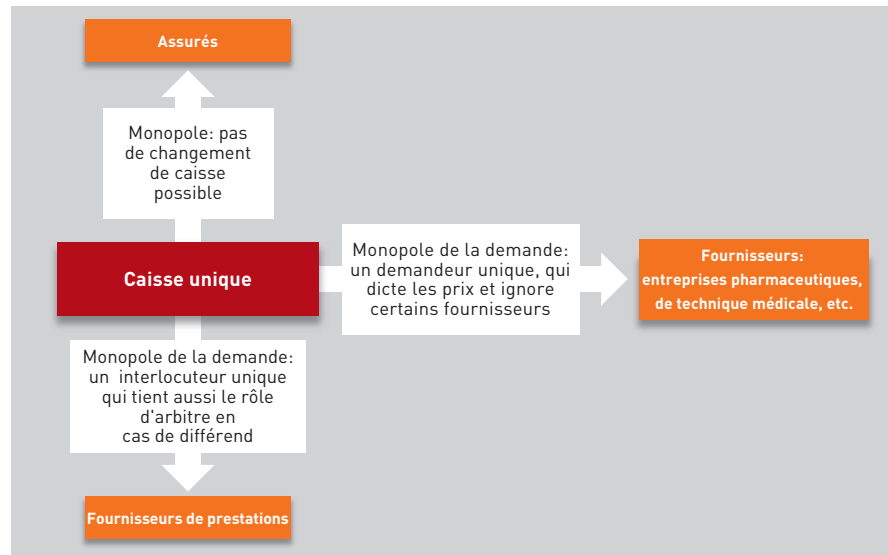 Assurés
Monopole: pas
de changement
de caisse
possible
Caisse unique
Monopole de la demande:
un demandeur unique, qui
dicte les prix et ignore
certains fournisseurs
Fournisseurs:
entreprises pharmaceutiques,
de technique médicale, etc.
Monopole de la demande:
un interlocuteur unique
qui tient aussi le rôle
d'arbitre en
cas de différend
Fournisseurs de prestations